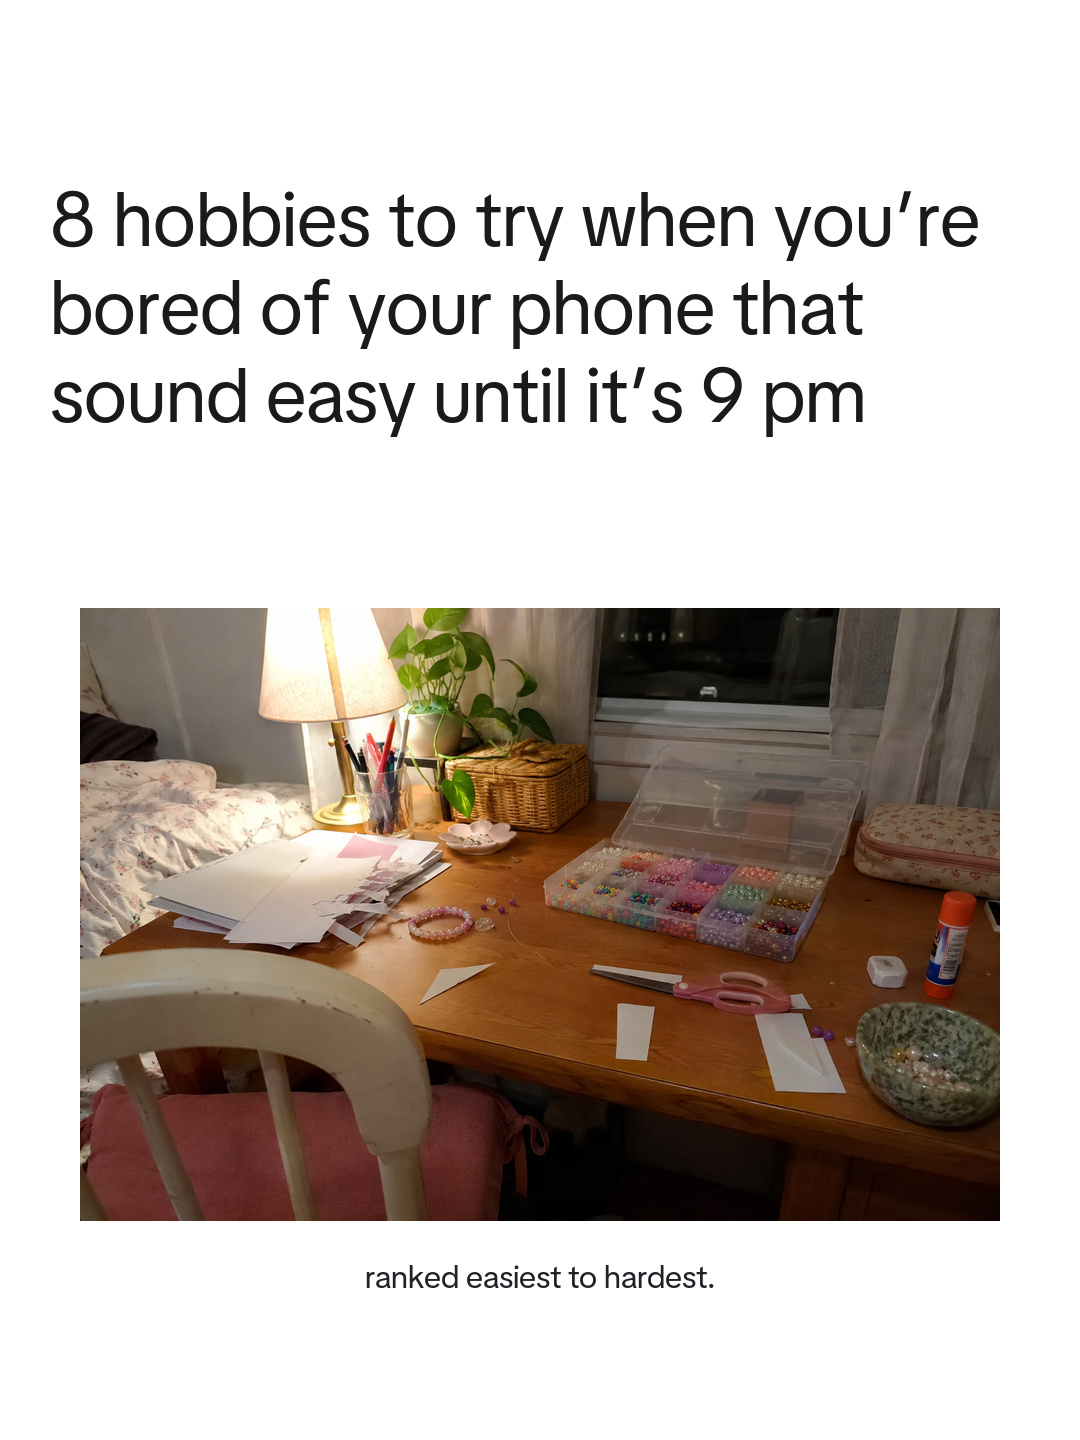 8 hobbies to try when you’re
bored of your phone that
sound easy until it’s 9 pm
ranked easiest to hardest.